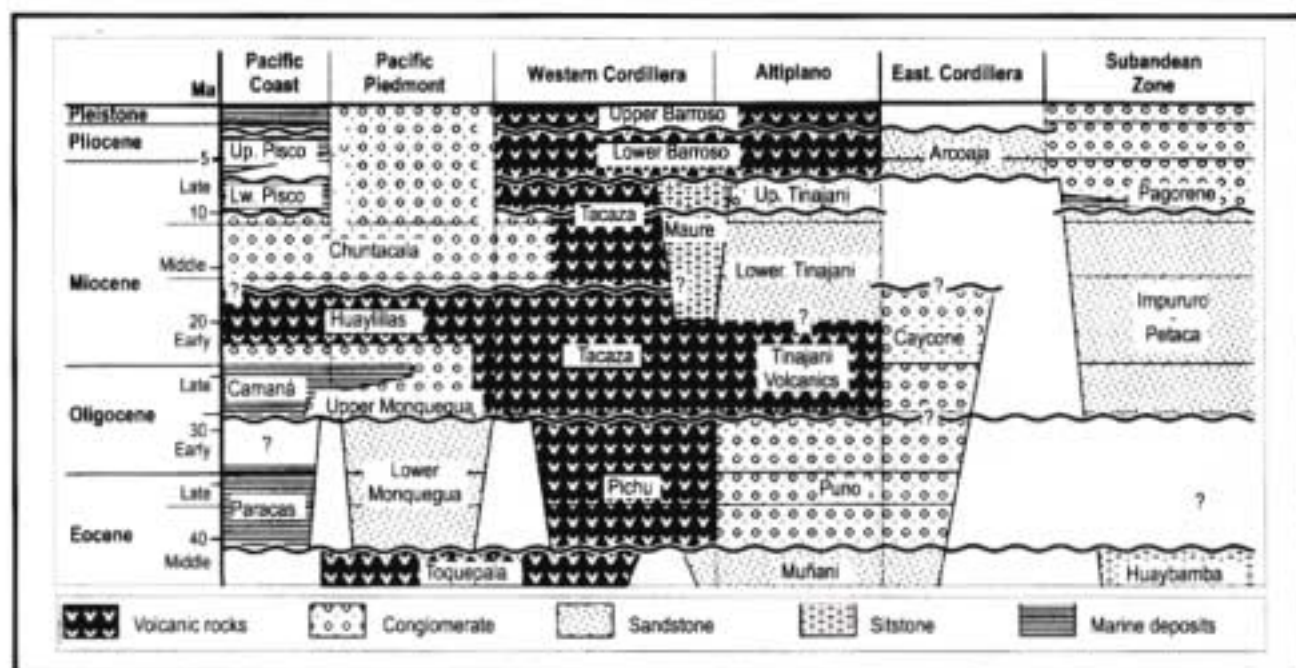 Ma
Pacific Coast
Pacific Piedmont
Western Cordillera
Altiplano
East. Cordillera
Subandean Zone
Pleistone
Upper Barroso
Pliocene
Up. Pisco
Lower Barroso
Arcoaja
5
Late
Lw. Pisco
Up. Tinajani
Pagorene
10
Tacaza
Maure
Chuntacala
Middle
Lower. Tinajani
?
?
?
Miocene
Huaylillas
Impururo
20
?
Early
Caycone
Petaca
Tacaza
Tinajani
Volcanics
Late
Camaná
Upper Monquegua
Oligocene
?
30
?
Early
Lower
Monquegua
Late
Pichu
Puno
?
Paracas
Eocene
40
Middle
Toquepala
Muñani
Huaybamba
Volcanic rocks
Conglomerate
Sandstone
Sitstone
Marine deposits